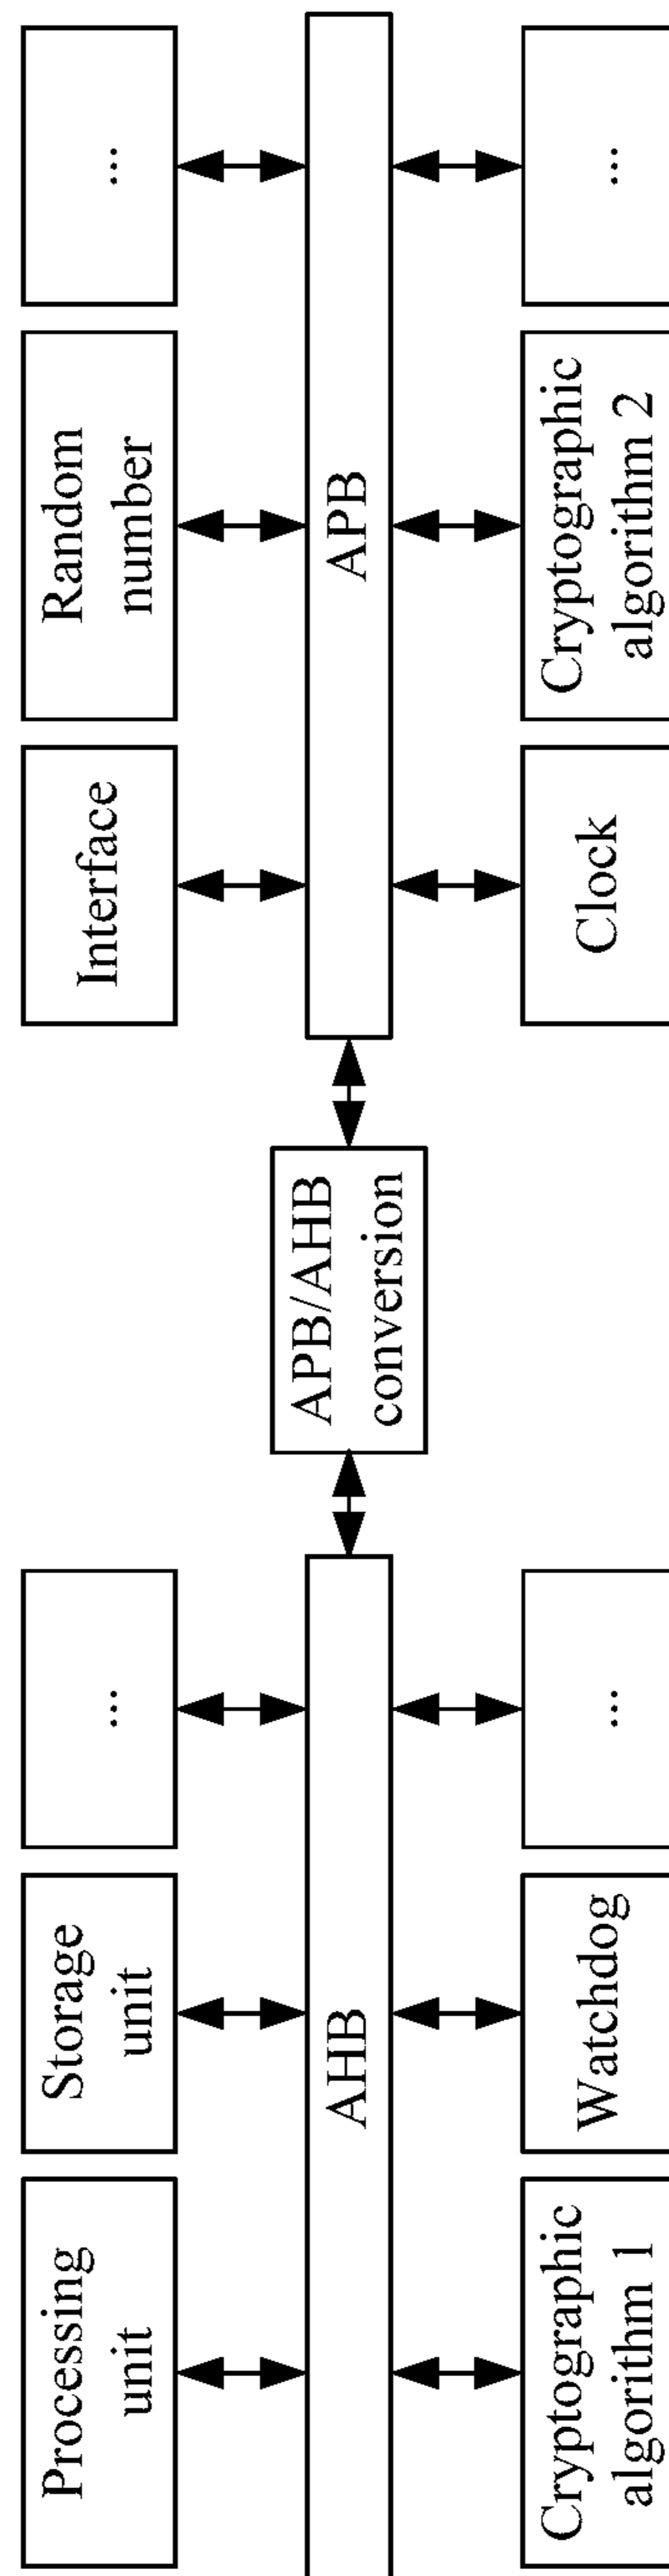 Processing
unit
Storage
unit
...
Interface
Random
number
...
AHB
APB/AHB
conversion
APB
Cryptographic
algorithm 1
Watchdog
...
Clock
Cryptographic
algorithm 2
...